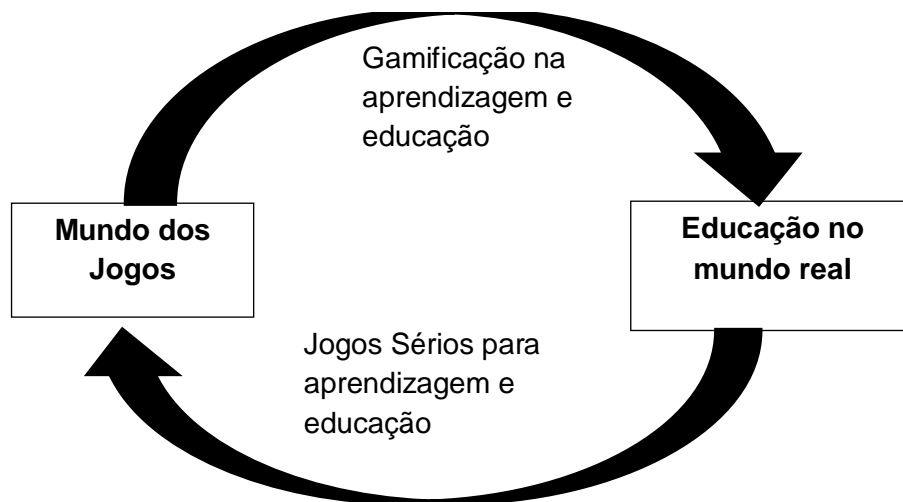 Gamificação na
aprendizagem e
educação
Mundo dos
Jogos
Educação no
mundo real
Jogos Sérios para
aprendizagem e
educação